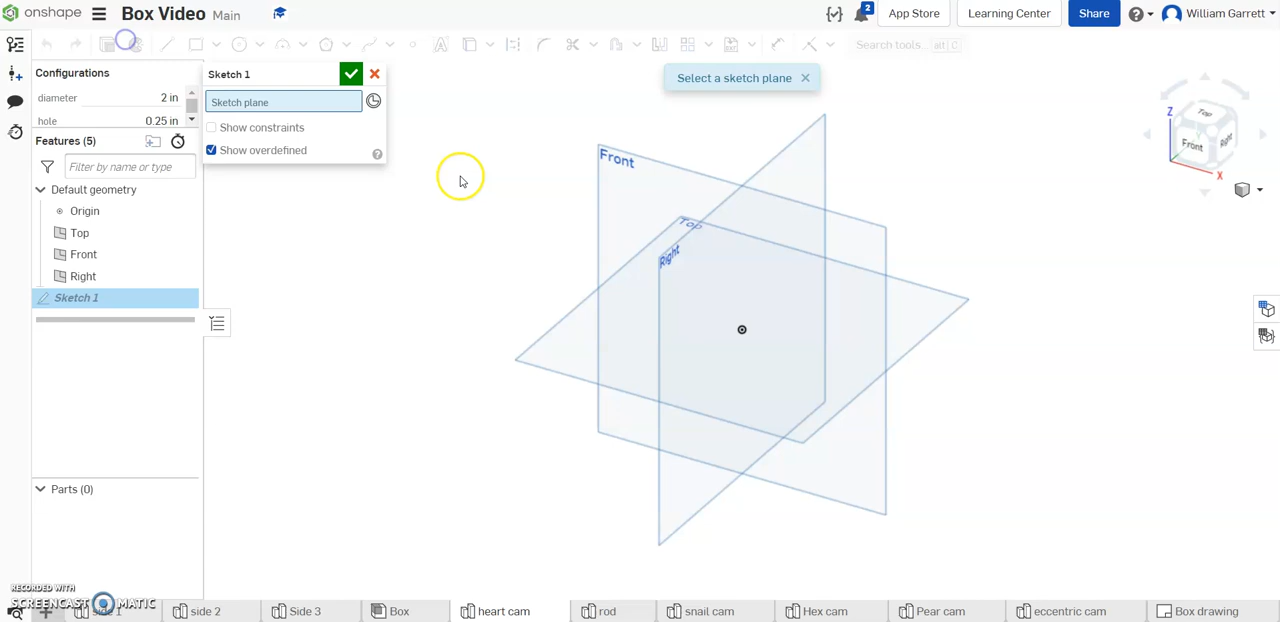 onshape
Box Video
Main
2
App Store
Learning Center
Share
William Garrett
Search tools... alt C
Configurations
diameter 2 in
hole 0.25 in
Features (5)
Filter by name or type
Default geometry
Origin
Top
Front
Right
Sketch 1
Parts (0)
Sketch 1
Sketch plane
Show constraints
Show overdefined
Select a sketch plane
Front
Top
Right
Z
Top
Front
Right
X
RECORDED WITH
SCREENCAST MATIC
side 1
side 2
Side 3
Box
heart cam
rod
snail cam
Hex cam
Pear cam
eccentric cam
Box drawing